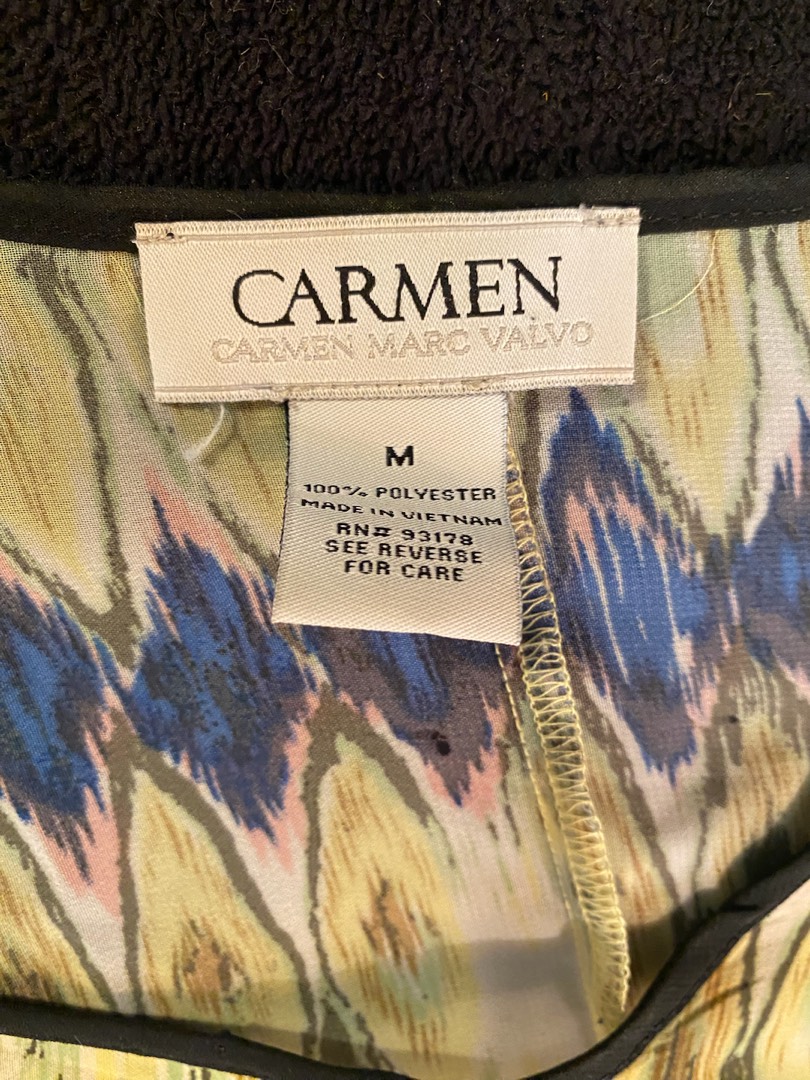 CARMEN
CARMEN MARC VALVO
M
100% POLYESTER
MADE IN VIETNAM
RN# 93178
SEE REVERSE
FOR CARE